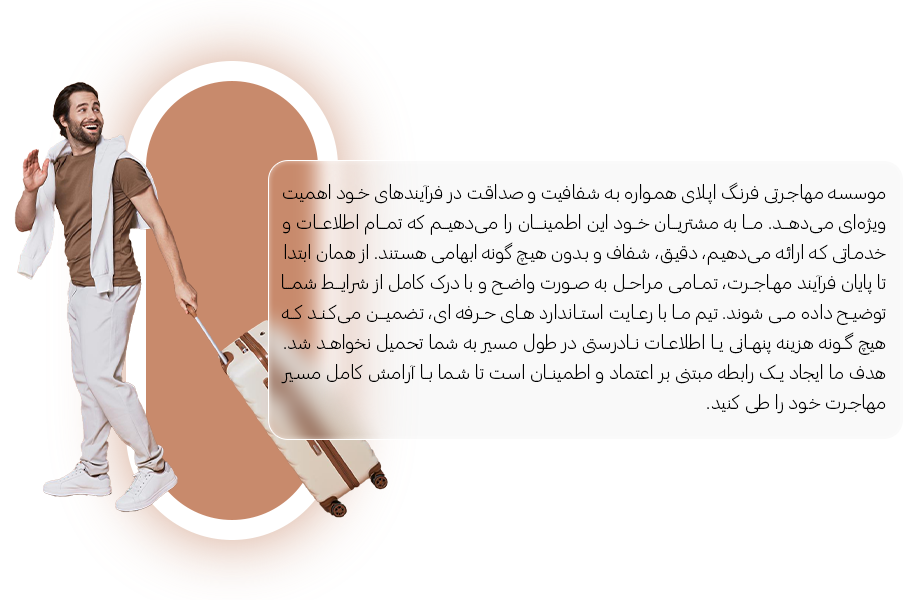 موسسه مهاجرتی فرنگ اپلای همواره به شفافیت و صداقت در فرآیندهای خود اهمیت
ویژه‌ای می‌دهد. ما به مشتریان خود این اطمینان را می‌دهیم که تمام اطلاعات و
خدماتی که ارائه می‌دهیم، دقیق، شفاف و بدون هیچ گونه ابهامی هستند. از همان ابتدا
تا پایان فرآیند مهاجرت، تمامی مراحل به صورت واضح و با درک کامل از شرایط شما
توضیح داده می شوند. تیم ما با رعایت استاندارد های حرفه ای، تضمین می‌کند که
هیچ گونه هزینه پنهانی یا اطلاعات نادرستی در طول مسیر به شما تحمیل نخواهد شد.
هدف ما ایجاد یک رابطه مبتنی بر اعتماد و اطمینان است تا شما با آرامش کامل مسیر
مهاجرت خود را طی کنید.